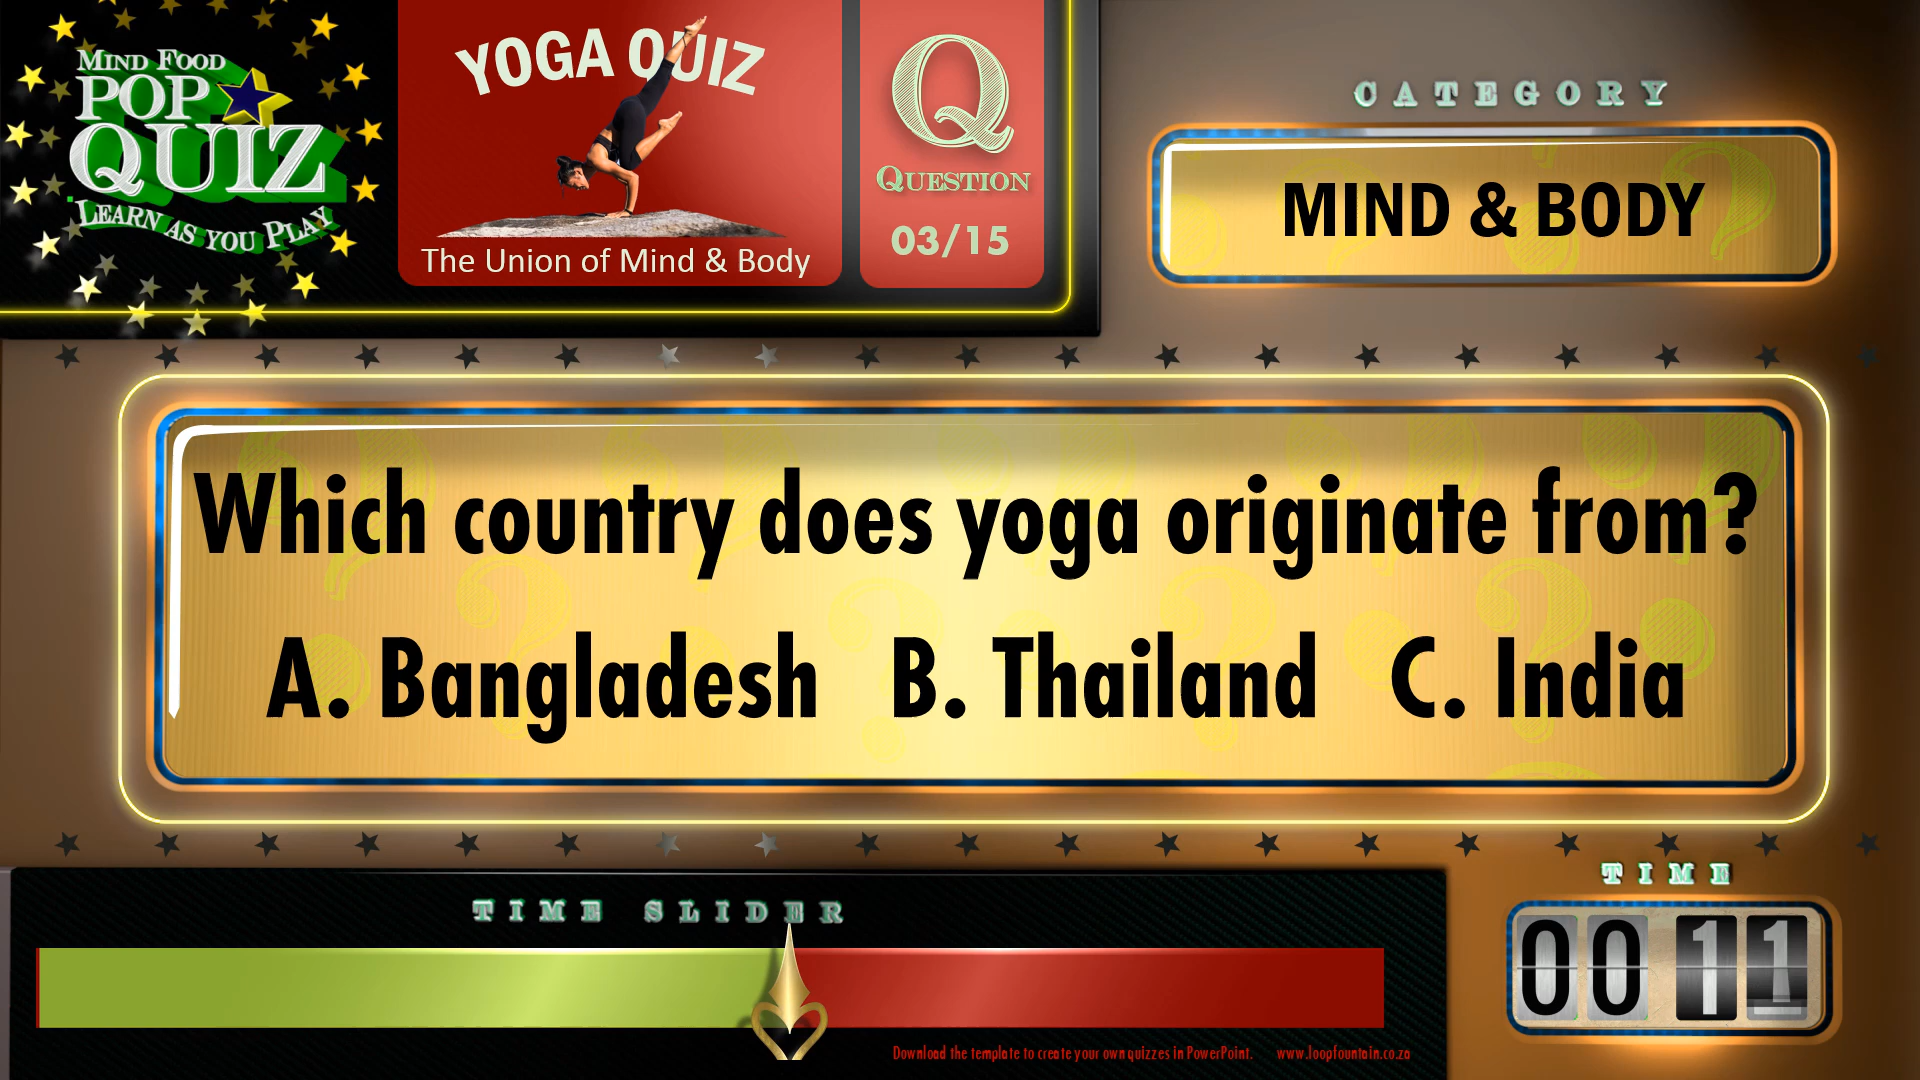 MIND FOOD
POP
QUIZ
LEARN AS YOU PLAY
YOGA QUIZ
The Union of Mind & Body
Q
QUESTION
03/15
CATEGORY
MIND & BODY
Which country does yoga originate from?
A. Bangladesh B. Thailand C. India
TIME SLIDER
TIME
00 11
Download the template to create your own quizzes in PowerPoint. www.loopfountain.co.za